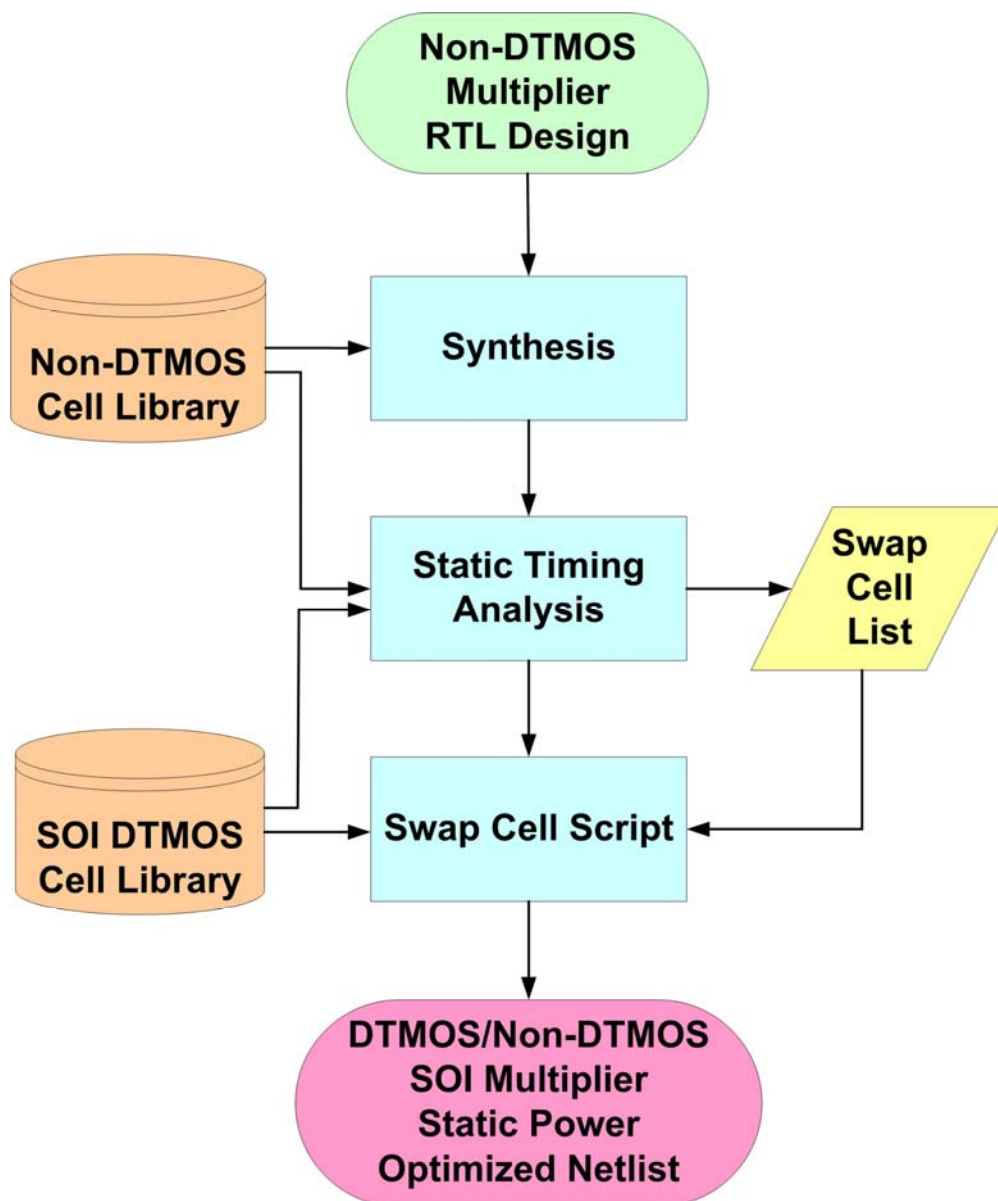 Non-DTMOS
Multiplier
RTL Design
Non-DTMOS
Cell Library
Synthesis
Static Timing
Analysis
Swap
Cell
List
SOI DTMOS
Cell Library
Swap Cell Script
DTMOS/Non-DTMOS
SOI Multiplier
Static Power
Optimized Netlist